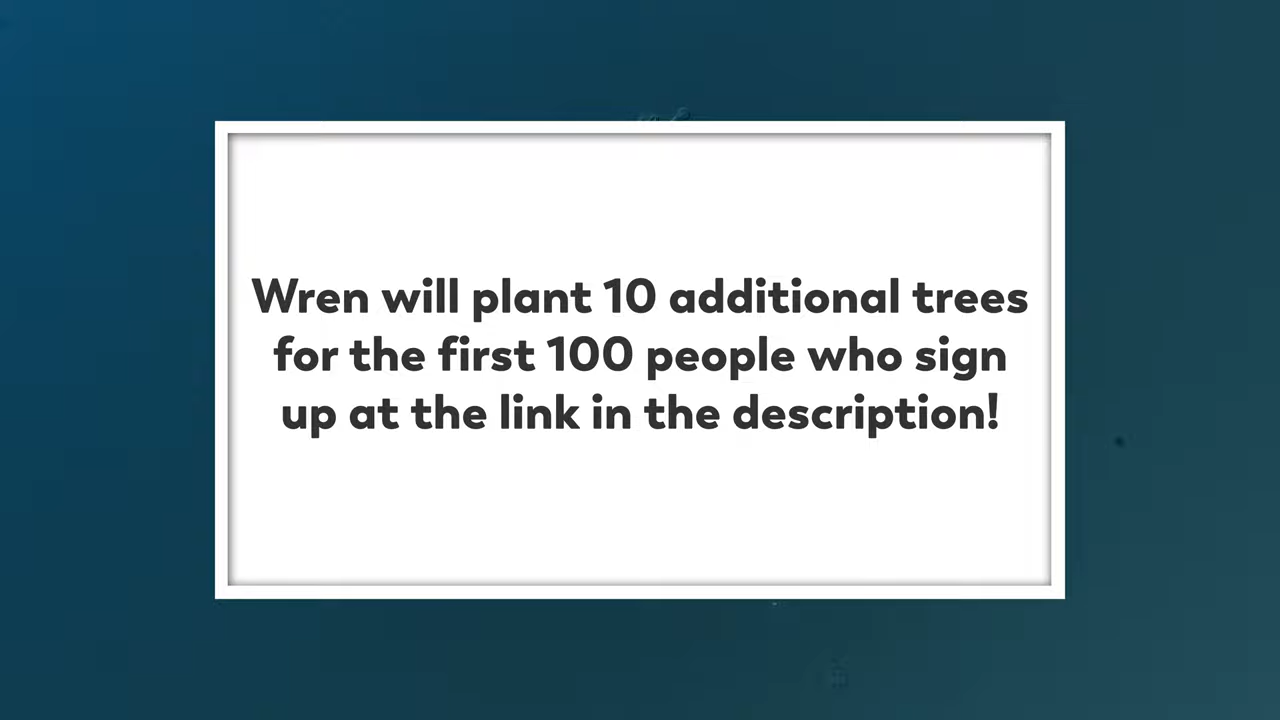 Wren will plant 10 additional trees
for the first 100 people who sign
up at the link in the description!